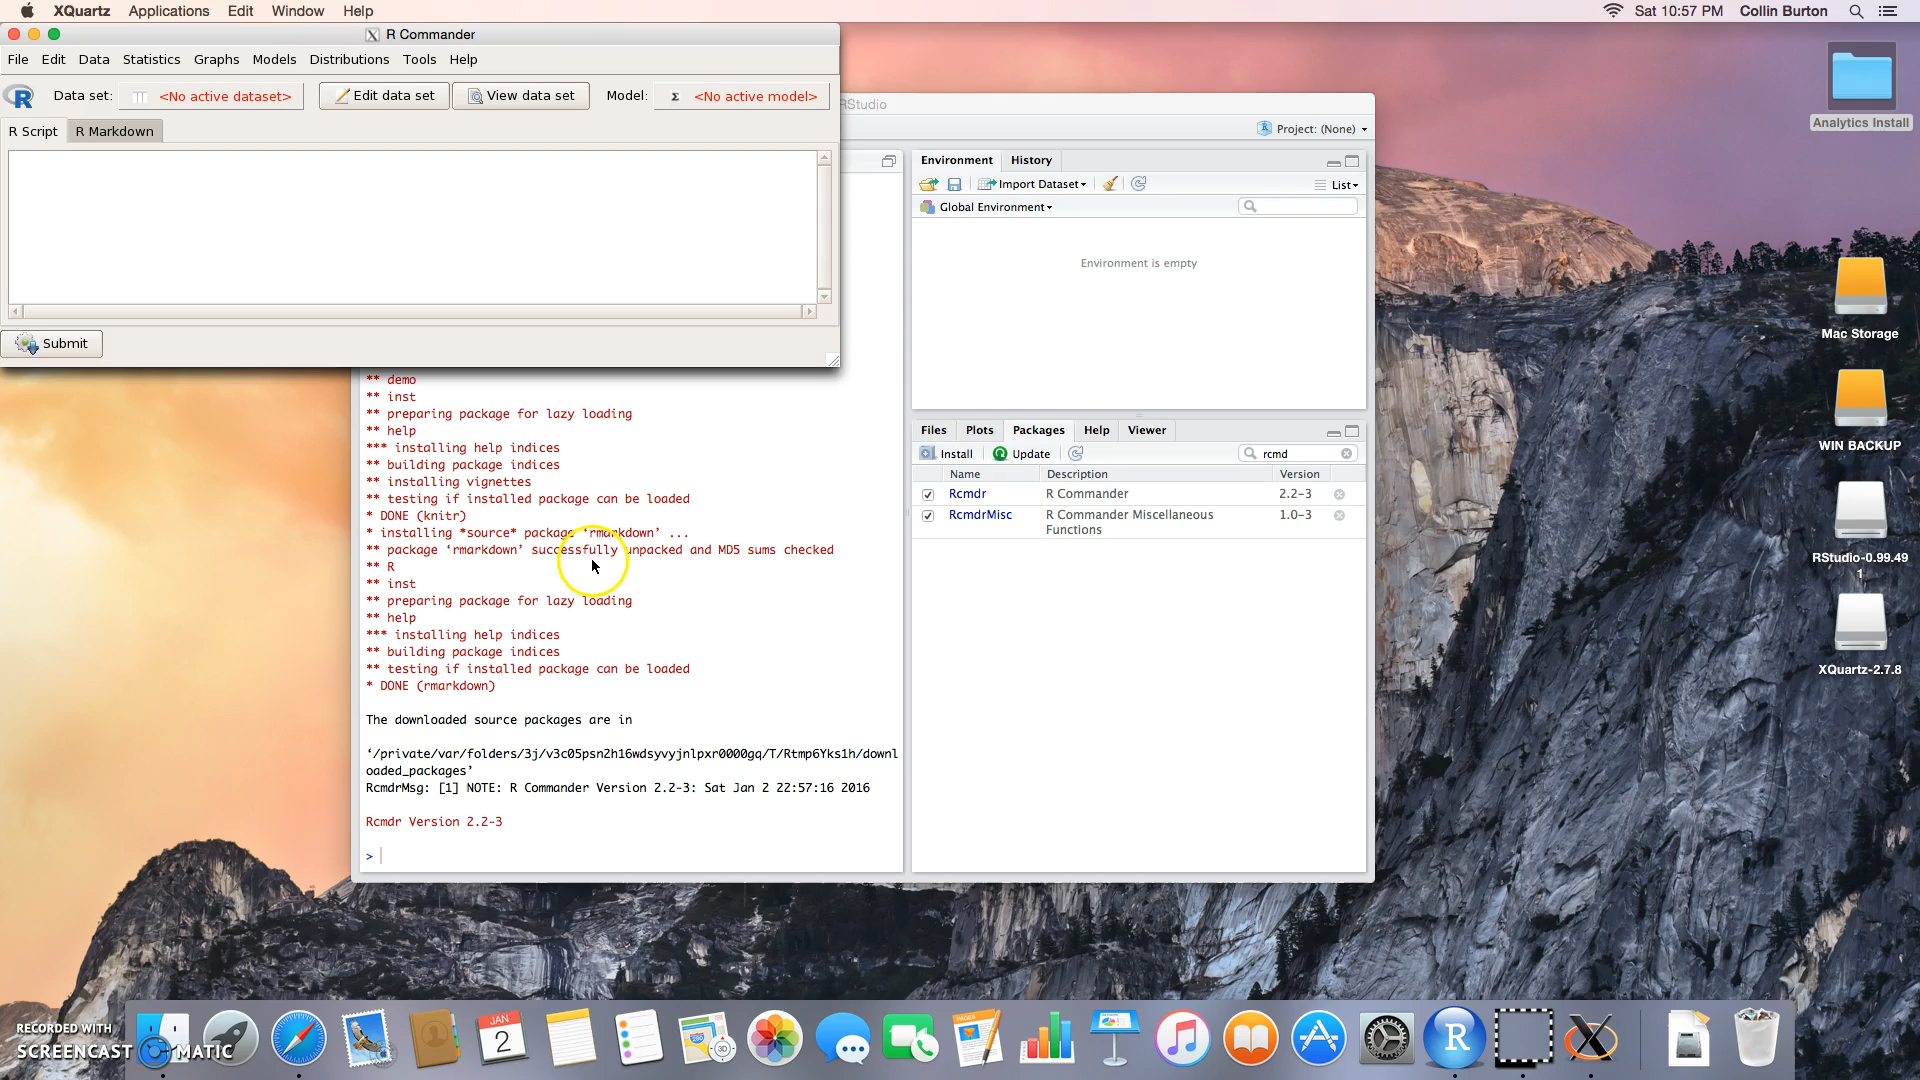 XQuartz Applications Edit Window Help
Sat 10:57 PM Collin Burton
R Commander
File Edit Data Statistics Graphs Models Distributions Tools Help
Data set: <No active dataset> Edit data set View data set Model: Σ <No active model>
R Script R Markdown
Submit
RStudio
Project: (None)
Environment History
Import Dataset List
Global Environment
Environment is empty
** demo
** inst
** preparing package for lazy loading
** help
*** installing help indices
** building package indices
** installing vignettes
** testing if installed package can be loaded
* DONE (knitr)
* installing *source* package ‘rmarkdown’ ...
** package ‘rmarkdown’ successfully unpacked and MD5 sums checked
** R
** inst
** preparing package for lazy loading
** help
*** installing help indices
** building package indices
** testing if installed package can be loaded
* DONE (rmarkdown)
The downloaded source packages are in
‘/private/var/folders/3j/v3c05psn2h16wdsyvyjnlpxr0000gq/T/Rtmp6Yks1h/downl
oaded_packages’
RcmdrMsg: [1] NOTE: R Commander Version 2.2-3: Sat Jan 2 22:57:16 2016
Rcmdr Version 2.2-3
>
Files Plots Packages Help Viewer
Install Update rcmd
Name Description Version
Rcmdr R Commander 2.2-3
RcmdrMisc R Commander Miscellaneous 1.0-3
Functions
Analytics Install
Mac Storage
WIN BACKUP
RStudio-0.99.49
1
XQuartz-2.7.8
RECORDED WITH
SCREENCAST MATIC
JAN
2
PAGES